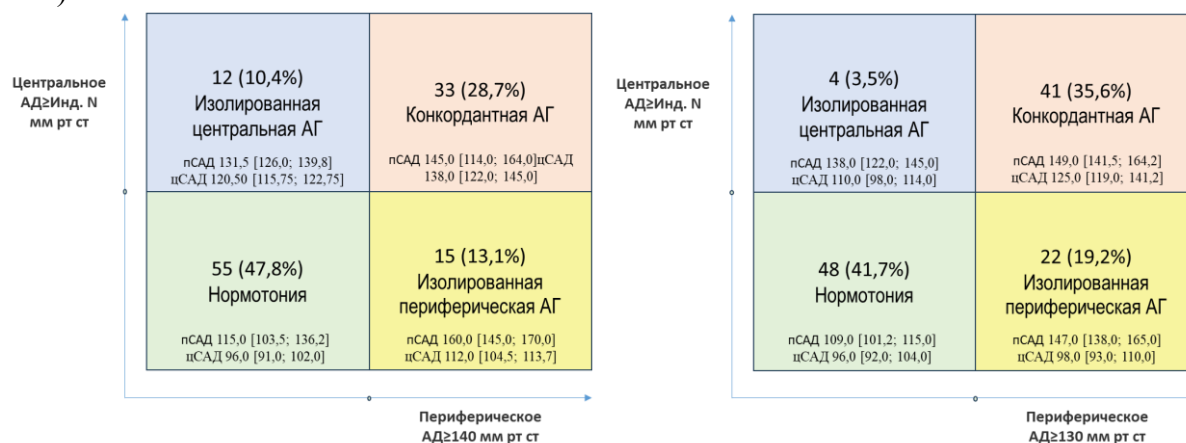 )
Центральное
АД≥Инд. N
мм рт ст
12 (10,4%)
Изолированная
центральная АГ
пСАД 131,5 [126,0; 139,8]
цСАД 120,50 [115,75; 122,75]
33 (28,7%)
Конкордантная АГ
пСАД 145,0 [114,0; 164,0]цСАД
138,0 [122,0; 145,0]
55 (47,8%)
Нормотония
пСАД 115,0 [103,5; 136,2]
цСАД 96,0 [91,0; 102,0]
15 (13,1%)
Изолированная
периферическая АГ
пСАД 160,0 [145,0; 170,0]
цСАД 112,0 [104,5; 113,7]
Периферическое
АД≥140 мм рт ст
Центральное
АД≥Инд. N
мм рт ст
4 (3,5%)
Изолированная
центральная АГ
пСАД 138,0 [122,0; 145,0]
цСАД 110,0 [98,0; 114,0]
41 (35,6%)
Конкордантная АГ
пСАД 149,0 [141,5; 164,2]
цСАД 125,0 [119,0; 141,2]
48 (41,7%)
Нормотония
пСАД 109,0 [101,2; 115,0]
цСАД 96,0 [92,0; 104,0]
22 (19,2%)
Изолированная
периферическая АГ
пСАД 147,0 [138,0; 165,0]
цСАД 98,0 [93,0; 110,0]
Периферическое
АД≥130 мм рт ст